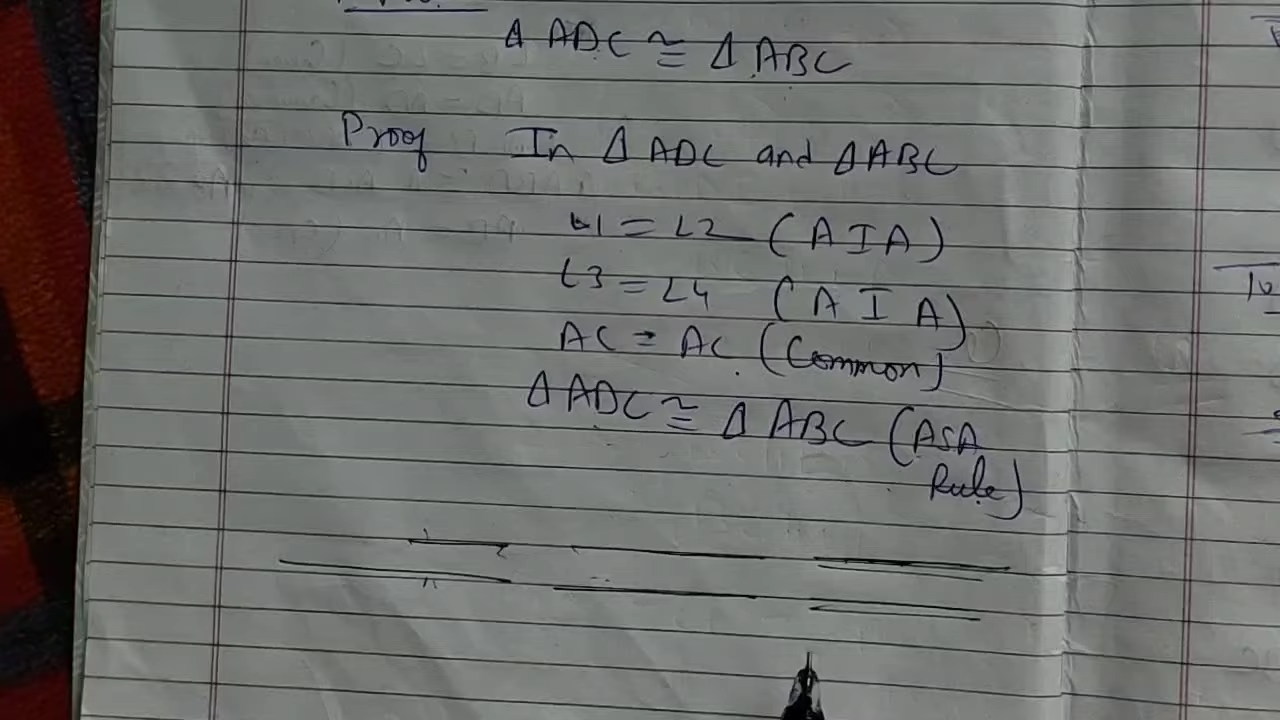 Δ ADC ≅ Δ ABC
Proof In Δ ADC and Δ ABC
∠1 = ∠2 (AIA)
∠3 = ∠4 (AIA)
AC = AC (Common)
Δ ADC ≅ Δ ABC (ASA
Rule)